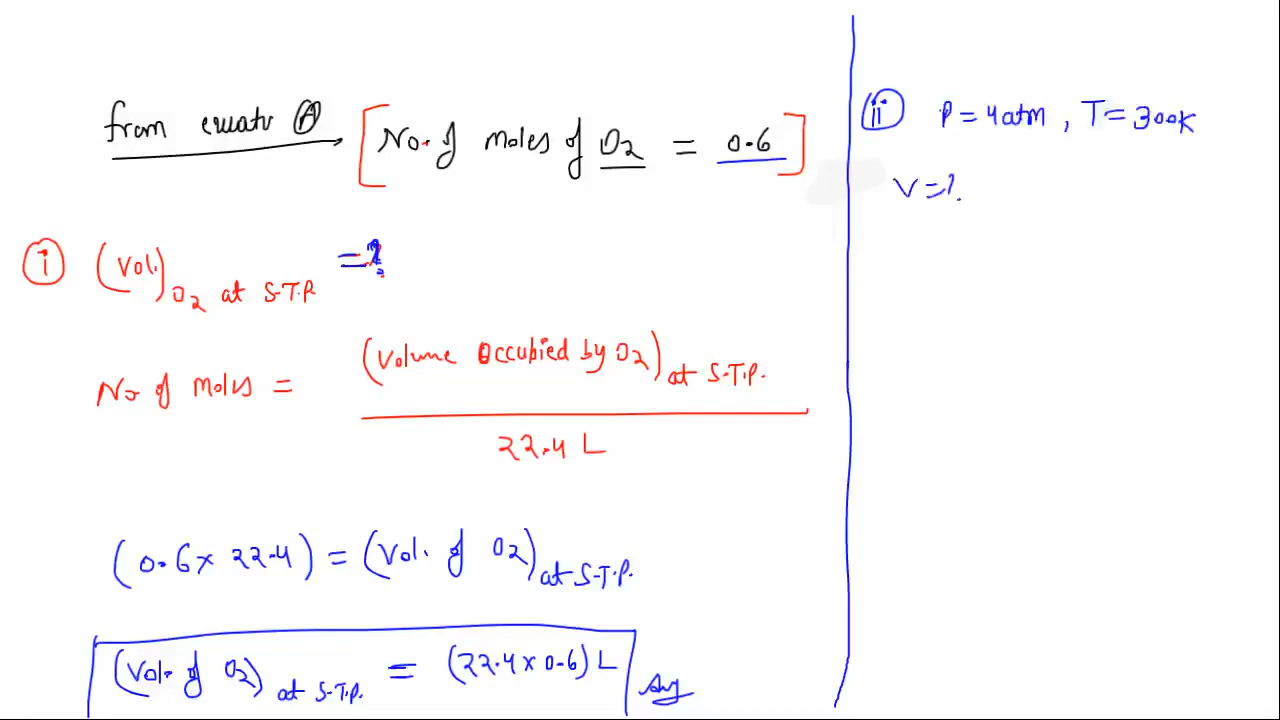 from equatn Ⓐ [No. of moles of O2 = 0.6]
(i) (Vol.)O2 at S.T.P. = ?
No of moles = (Volume Occupied by O2)at S.T.P.
22.4 L
(0.6 x 22.4) = (Vol. of O2)at S.T.P.
(Vol. of O2)at S.T.P. = (22.4 x 0.6) L Ans
(ii) P = 4 atm, T = 300K
V = ?